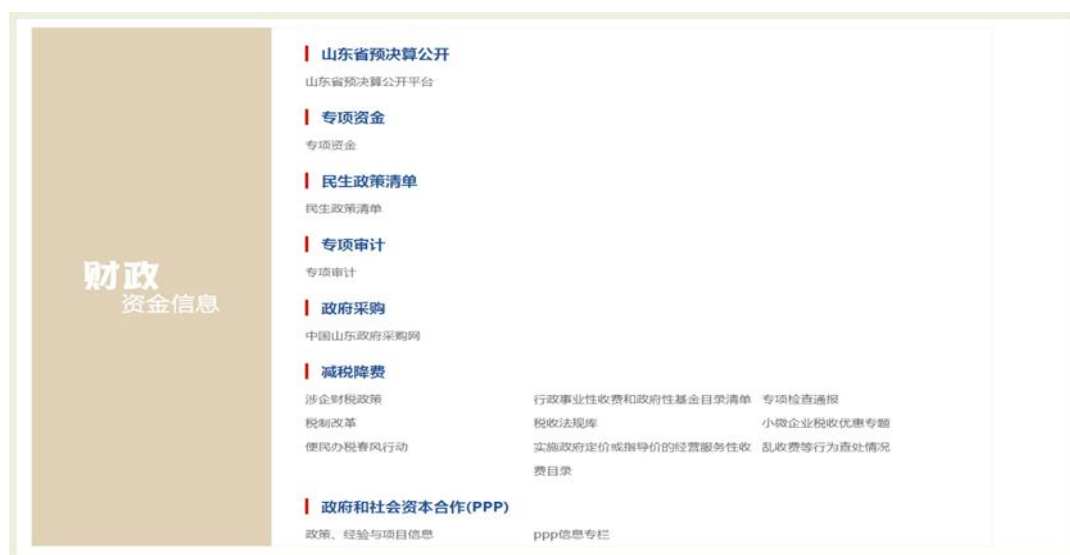 财政
资金信息
山东省预决算公开
山东省预决算公开平台
专项资金
专项资金
民生政策清单
民生政策清单
专项审计
专项审计
政府采购
中国山东政府采购网
减税降费
涉企财税政策 行政事业性收费和政府性基金目录清单 专项检查通报
税制改革 税收法规库 小微企业税收优惠专题
便民办税春风行动 实施政府定价或指导价的经营服务性收 乱收费等行为查处情况
费目录
政府和社会资本合作(PPP)
政策、经验与项目信息 ppp信息专栏